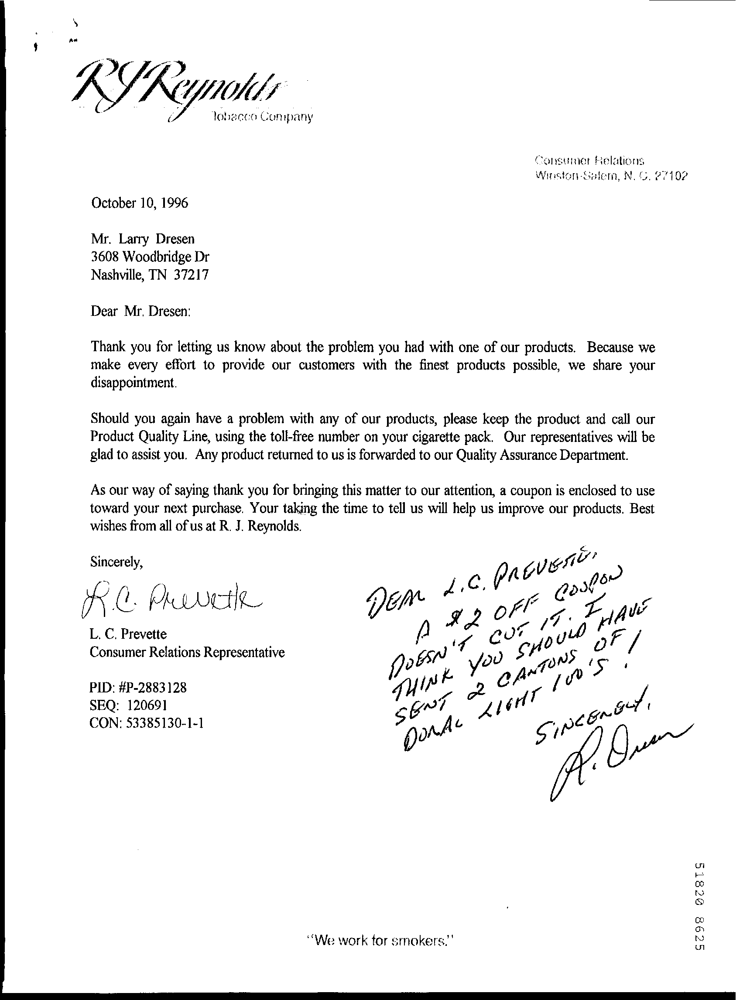 RJReynolds
Tobacco Company
Consumer Relations
Winston-Salem, N. C. 27102
October 10, 1996
Mr. Larry Dresen
3608 Woodbridge Dr
Nashville, TN 37217
Dear Mr. Dresen:
Thank you for letting us know about the problem you had with one of our products. Because we
make every effort to provide our customers with the finest products possible, we share your
disappointment.
Should you again have a problem with any of our products, please keep the product and call our
Product Quality Line, using the toll-free number on your cigarette pack. Our representatives will be
glad to assist you. Any product returned to us is forwarded to our Quality Assurance Department.
As our way of saying thank you for bringing this matter to our attention, a coupon is enclosed to use
toward your next purchase. Your taking the time to tell us will help us improve our products. Best
wishes from all of us at R. J. Reynolds.
Sincerely,
L.C. Prevette
L. C. Prevette
Consumer Relations Representative
PID: #P-2883128
SEQ: 120691
CON: 53385130-1-1
DEAR L.C. PREVETTE,
A $2 OFF COUPON
DOESN'T CUT IT. I
THINK YOU SHOULD HAVE
SENT 2 CARTONS OF
DORAL LIGHT 100'S!
SINCERELY,
Dresen
51820 8625
"We work for smokers."